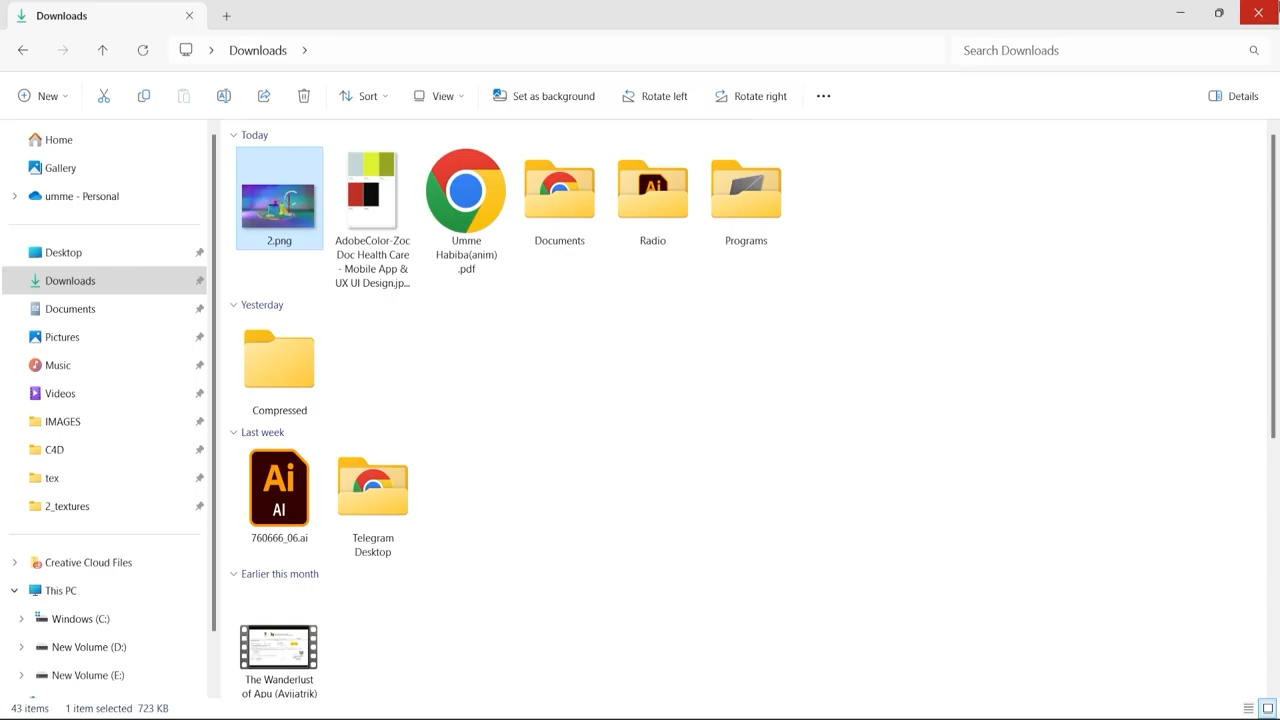 Downloads
Downloads
Search Downloads
New
Sort
View
Set as background
Rotate left
Rotate right
Details
Home
Gallery
umme - Personal
Desktop
Downloads
Documents
Pictures
Music
Videos
IMAGES
C4D
tex
2_textures
Creative Cloud Files
This PC
Windows (C:)
New Volume (D:)
New Volume (E:)
Today
2.png
AdobeColor-Zoc
Doc Health Care
- Mobile App &
UX UI Design.jp...
Umme
Habiba(anim)
.pdf
Documents
Ai
Radio
Programs
Yesterday
Compressed
Last week
Ai
AI
760666_06.ai
Telegram
Desktop
Earlier this month
The Wanderlust
of Apu (Avijatrik)
43 items
1 item selected 723 KB